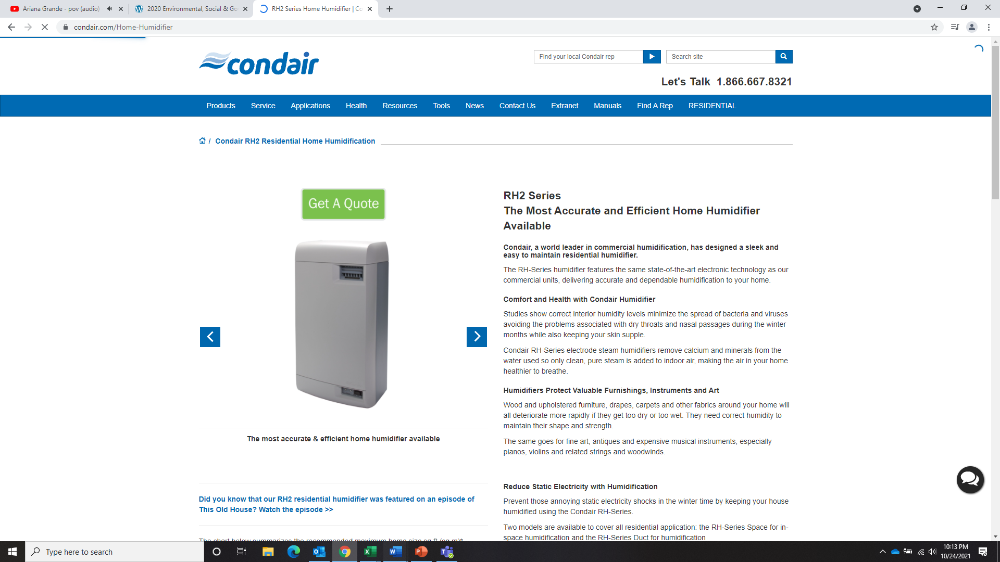 Ariana Grande - pov (audio)
2020 Environmental, Social & Go
RH2 Series Home Humidifier | Co
condair.com/Home-Humidifier
condair
Find your local Condair rep
Search site
Let's Talk 1.866.667.8321
Products Service Applications Health Resources Tools News Contact Us Extranet Manuals Find A Rep RESIDENTIAL
/ Condair RH2 Residential Home Humidification
Get A Quote
The most accurate & efficient home humidifier available
Did you know that our RH2 residential humidifier was featured on an episode of
This Old House? Watch the episode >>
The chart below summarizes the recommended maximum home size sq.ft.(sq.m)*
RH2 Series
The Most Accurate and Efficient Home Humidifier
Available
Condair, a world leader in commercial humidification, has designed a sleek and
easy to maintain residential humidifier.
The RH-Series humidifier features the same state-of-the-art electronic technology as our
commercial units, delivering accurate and dependable humidification to your home.
Comfort and Health with Condair Humidifier
Studies show correct interior humidity levels minimize the spread of bacteria and viruses
avoiding the problems associated with dry throats and nasal passages during the winter
months while also keeping your skin supple.
Condair RH-Series electrode steam humidifiers remove calcium and minerals from the
water used so only clean, pure steam is added to indoor air, making the air in your home
healthier to breathe.
Humidifiers Protect Valuable Furnishings, Instruments and Art
Wood and upholstered furniture, drapes, carpets and other fabrics around your home will
all deteriorate more rapidly if they get too dry or too wet. They need correct humidity to
maintain their shape and strength.
The same goes for fine art, antiques and expensive musical instruments, especially
pianos, violins and related strings and woodwinds.
Reduce Static Electricity with Humidification
Prevent those annoying static electricity shocks in the winter time by keeping your house
humidified using the Condair RH-Series.
Two models are available to cover all residential application: the RH-Series Space for in-
space humidification and the RH-Series Duct for humidification
Type here to search
10:13 PM
10/24/2021